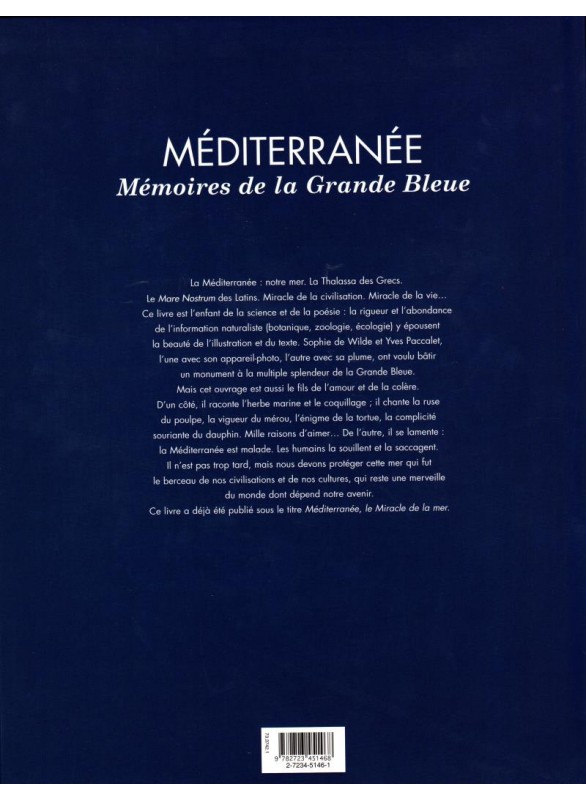 MÉDITERRANÉE
Mémoires de la Grande Bleue
La Méditerranée : notre mer. La Thalassa des Grecs.
Le Mare Nostrum des Latins. Miracle de la civilisation. Miracle de la vie...
Ce livre est l'enfant de la science et de la poésie : la rigueur et l'abondance
de l'information naturaliste (botanique, zoologie, écologie) y épousent
la beauté de l'illustration et du texte. Sophie de Wilde et Yves Paccalet,
l'une avec son appareil-photo, l'autre avec sa plume, ont voulu bâtir
un monument à la multiple splendeur de la Grande Bleue.
Mais cet ouvrage est aussi le fils de l'amour et de la colère.
D'un côté, il raconte l'herbe marine et le coquillage ; il chante la ruse
du poulpe, la vigueur du mérou, l'énigme de la tortue, la complicité
souriante du dauphin. Mille raisons d'aimer... De l'autre, il se lamente :
la Méditerranée est malade. Les humains la souillent et la saccagent.
Il n'est pas trop tard, mais nous devons protéger cette mer qui fut
le berceau de nos civilisations et de nos cultures, qui reste une merveille
du monde dont dépend notre avenir.
Ce livre a déjà été publié sous le titre Méditerranée, le Miracle de la mer.
73.0740.1
9 782723 451468
2-7234-5146-1